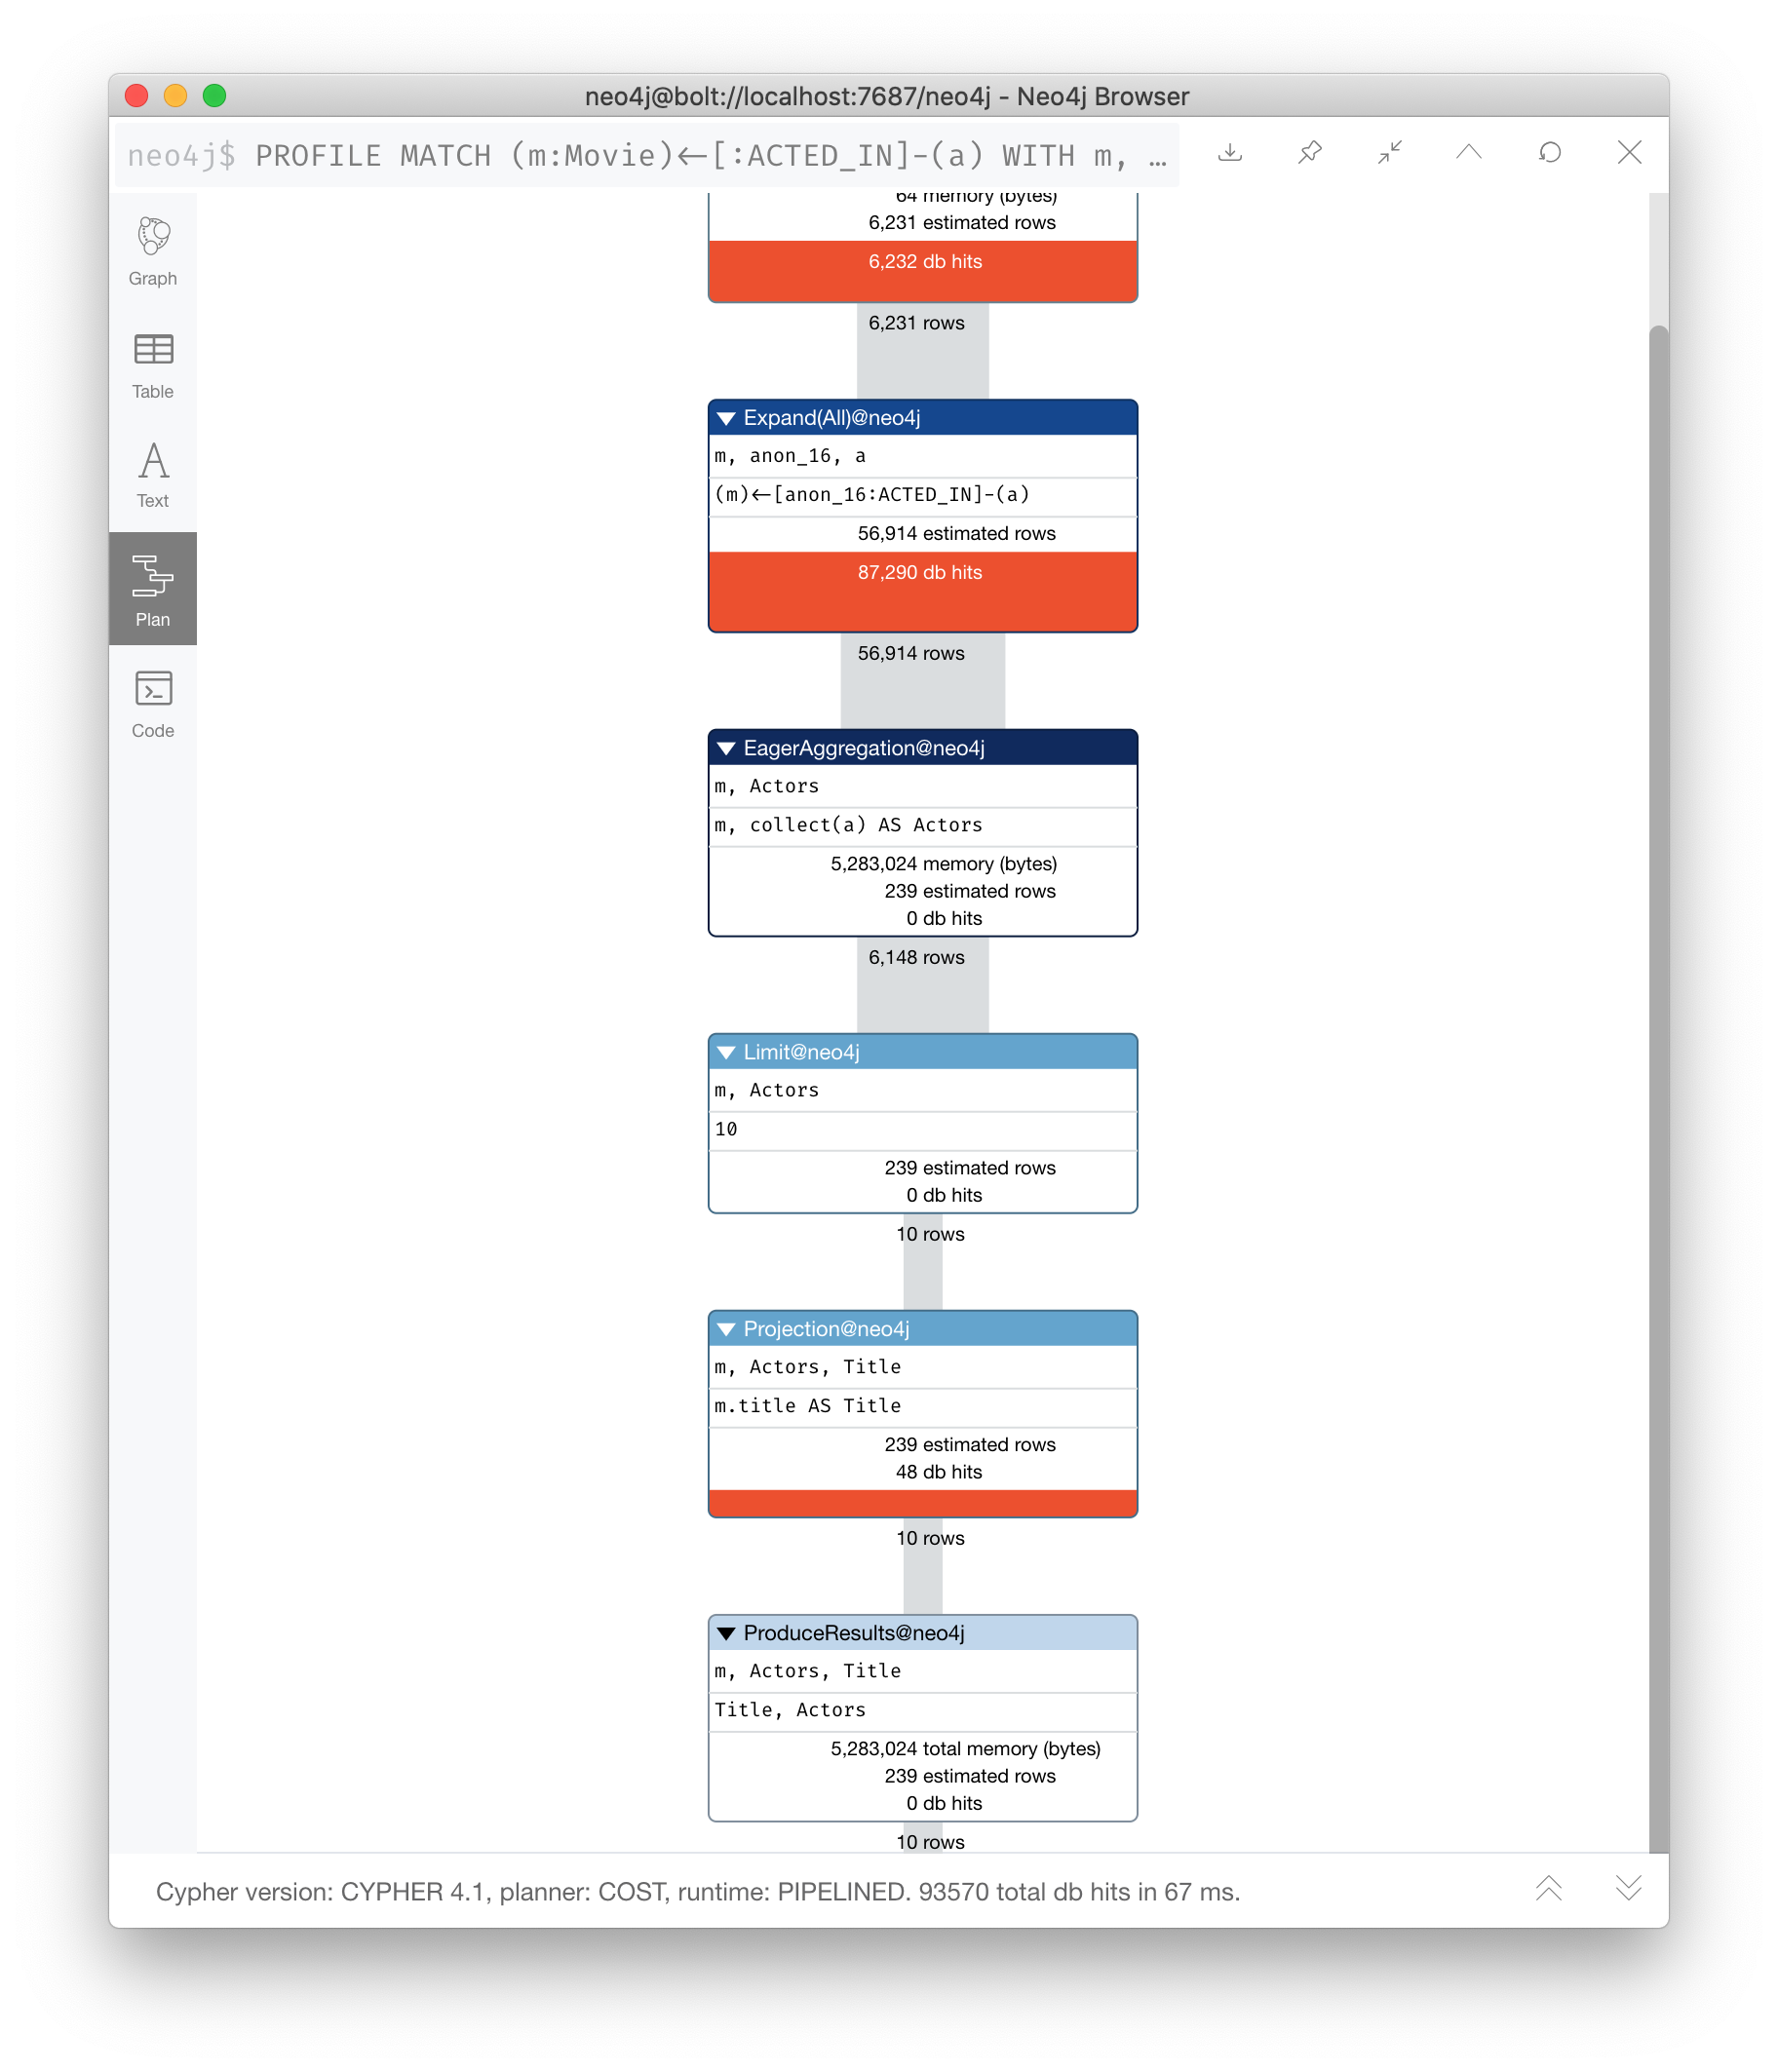 neo4j@bolt://localhost:7687/neo4j - Neo4j Browser
neo4j$ PROFILE MATCH (m:Movie)<-[:ACTED_IN]-(a) WITH m, …
Graph
Table
Text
Plan
Code
64 memory (bytes)
6,231 estimated rows
6,232 db hits
6,231 rows
Expand(All)@neo4j
m, anon_16, a
(m)<-[anon_16:ACTED_IN]-(a)
56,914 estimated rows
87,290 db hits
56,914 rows
EagerAggregation@neo4j
m, Actors
m, collect(a) AS Actors
5,283,024 memory (bytes)
239 estimated rows
0 db hits
6,148 rows
Limit@neo4j
m, Actors
10
239 estimated rows
0 db hits
10 rows
Projection@neo4j
m, Actors, Title
m.title AS Title
239 estimated rows
48 db hits
10 rows
ProduceResults@neo4j
m, Actors, Title
Title, Actors
5,283,024 total memory (bytes)
239 estimated rows
0 db hits
10 rows
Cypher version: CYPHER 4.1, planner: COST, runtime: PIPELINED. 93570 total db hits in 67 ms.